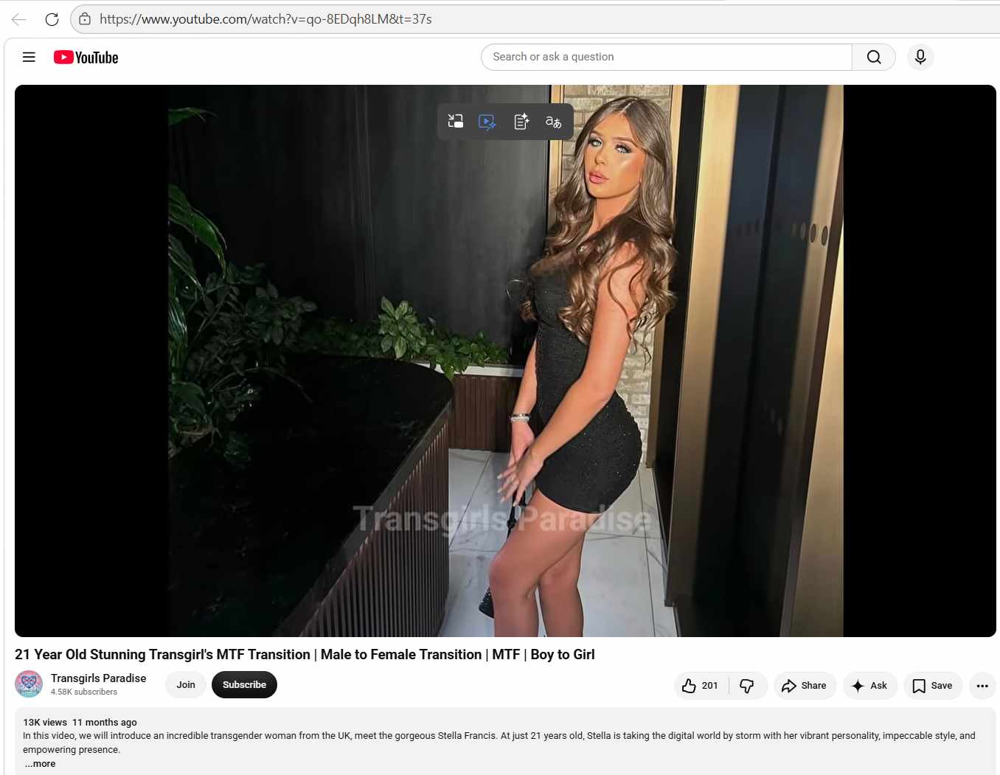 https://www.youtube.com/watch?v=qo-8EDqh8LM&t=37s
YouTube
Search or ask a question
aあ
Transgirls Paradise
21 Year Old Stunning Transgirl's MTF Transition | Male to Female Transition | MTF | Boy to Girl
Transgirls Paradise
4.58K subscribers
Join
Subscribe
201
Share
Ask
Save
13K views 11 months ago
In this video, we will introduce an incredible transgender woman from the UK, meet the gorgeous Stella Francis. At just 21 years old, Stella is taking the digital world by storm with her vibrant personality, impeccable style, and
empowering presence.
...more